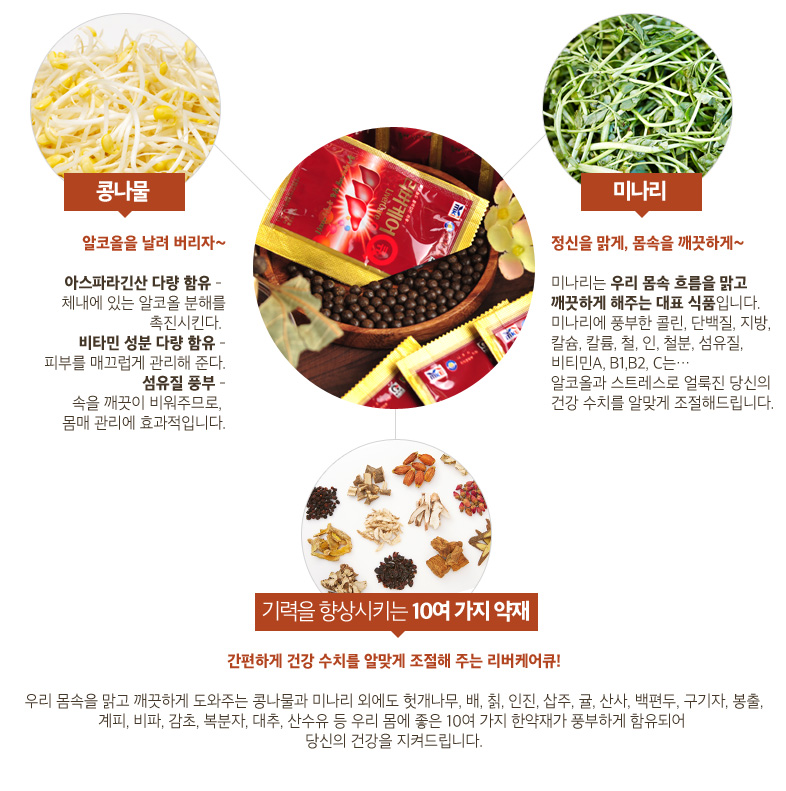 콩나물
알코올을 날려 버리자~
아스파라긴산 다량 함유 -
체내에 있는 알코올 분해를
촉진시킨다.
비타민 성분 다량 함유 -
피부를 매끄럽게 관리해 준다.
섬유질 풍부 -
속을 깨끗이 비워주므로,
몸매 관리에 효과적입니다.
미나리
정신을 맑게, 몸속을 깨끗하게~
미나리는 우리 몸속 흐름을 맑고
깨끗하게 해주는 대표 식품입니다.
미나리에 풍부한 콜린, 단백질, 지방,
칼슘, 칼륨, 철, 인, 철분, 섬유질,
비티민A, B1,B2, C는…
알코올과 스트레스로 얼룩진 당신의
건강 수치를 알맞게 조절해드립니다.
기력을 향상시키는 10여 가지 약재
간편하게 건강 수치를 알맞게 조절해 주는 리버케어큐!
우리 몸속을 맑고 깨끗하게 도와주는 콩나물과 미나리 외에도 헛개나무, 배, 칡, 인진, 삽주, 귤, 산사, 백편두, 구기자, 봉출,
계피, 비파, 감초, 복분자, 대추, 산수유 등 우리 몸에 좋은 10여 가지 한약재가 풍부하게 함유되어
당신의 건강을 지켜드립니다.